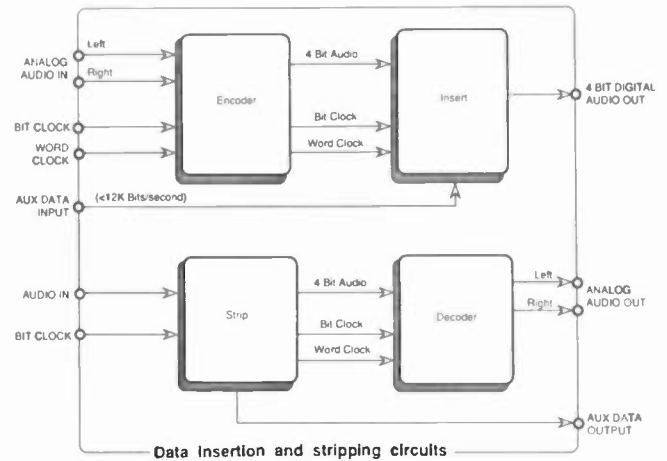 Left
ANALOG
AUDIO IN
Right
4 Bit Audio
Encoder
Insert
4 BIT DIGITAL
AUDIO OUT
BIT CLOCK
Bit Clock
WORD
CLOCK
Word Clock
AUX DATA
INPUT
(<12K Bits/second)
AUDIO IN
4 Bit Audio
Left
ANALOG
AUDIO OUT
Right
Strip
Decoder
BIT CLOCK
Bit Clock
Word Clock
AUX DATA
OUTPUT
Data Insertion and stripping circuits